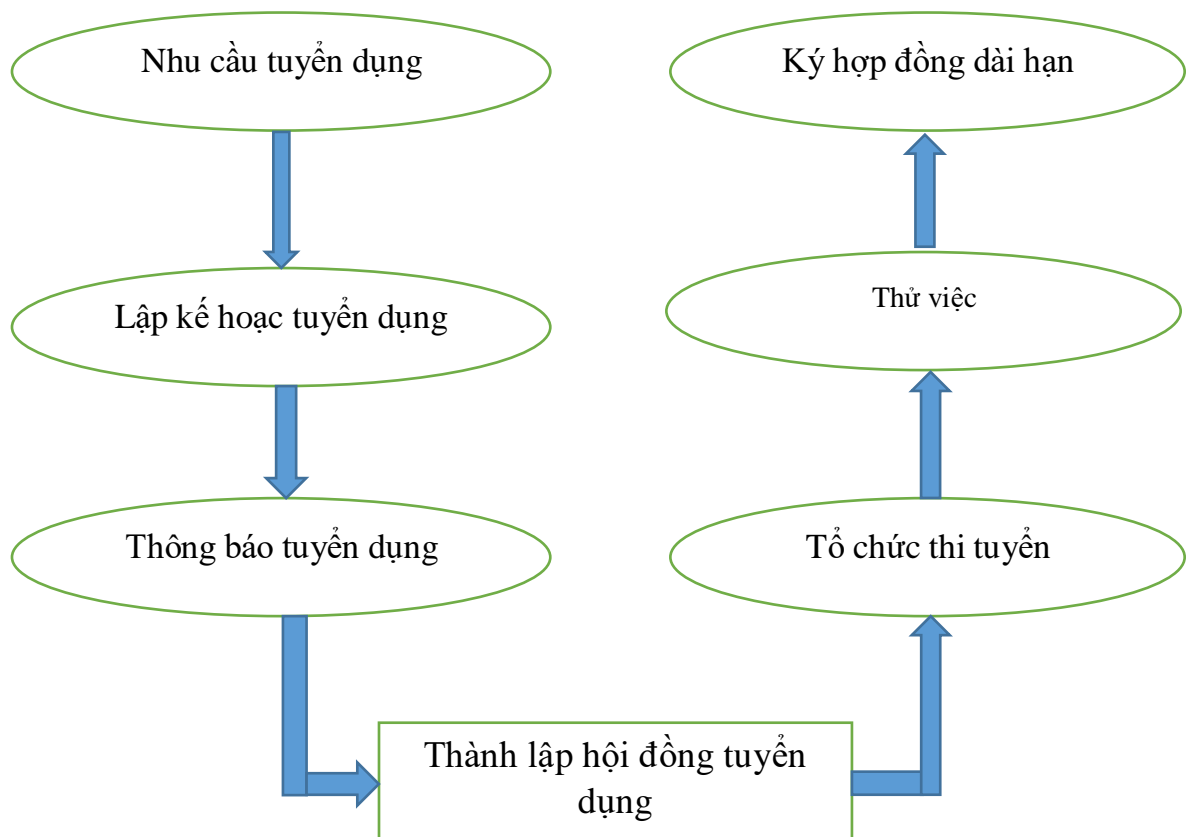 Nhu cầu tuyển dụng
Lập kế hoạc tuyển dụng
Thông báo tuyển dụng
Thành lập hội đồng tuyển
dụng
Tổ chức thi tuyển
Thử việc
Ký hợp đồng dài hạn